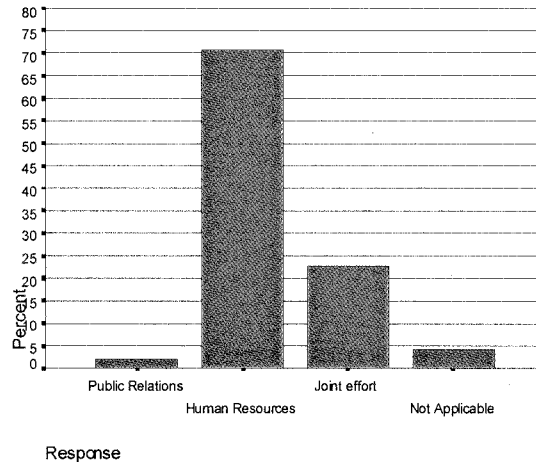 80
75
70
65
60
55
50
45
40
35
30
25
20
15
10
5
0
Percent
Public Relations
Human Resources
Joint effort
Not Applicable
Response